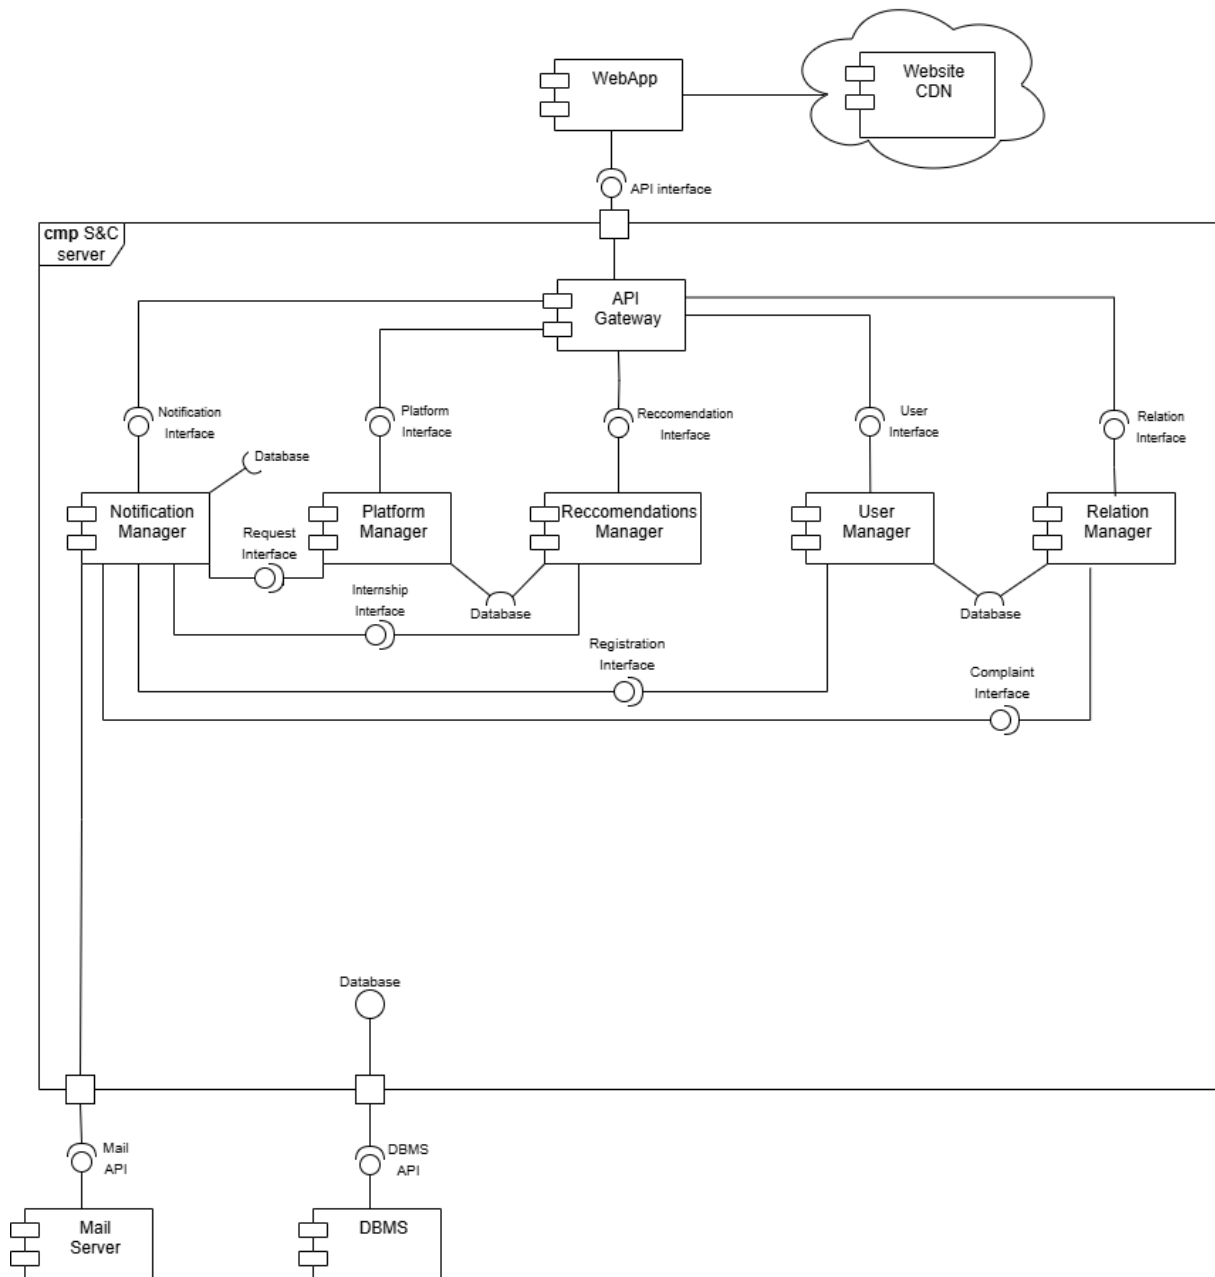 WebApp
Website
CDN
API interface
cmp S&C
server
API
Gateway
Notification
Interface
Platform
Interface
Reccomendation
Interface
User
Interface
Relation
Interface
Database
Notification
Manager
Platform
Manager
Reccomendations
Manager
User
Manager
Relation
Manager
Request
Interface
Internship
Interface
Database
Database
Registration
Interface
Complaint
Interface
Database
Mail
API
DBMS
API
Mail
Server
DBMS